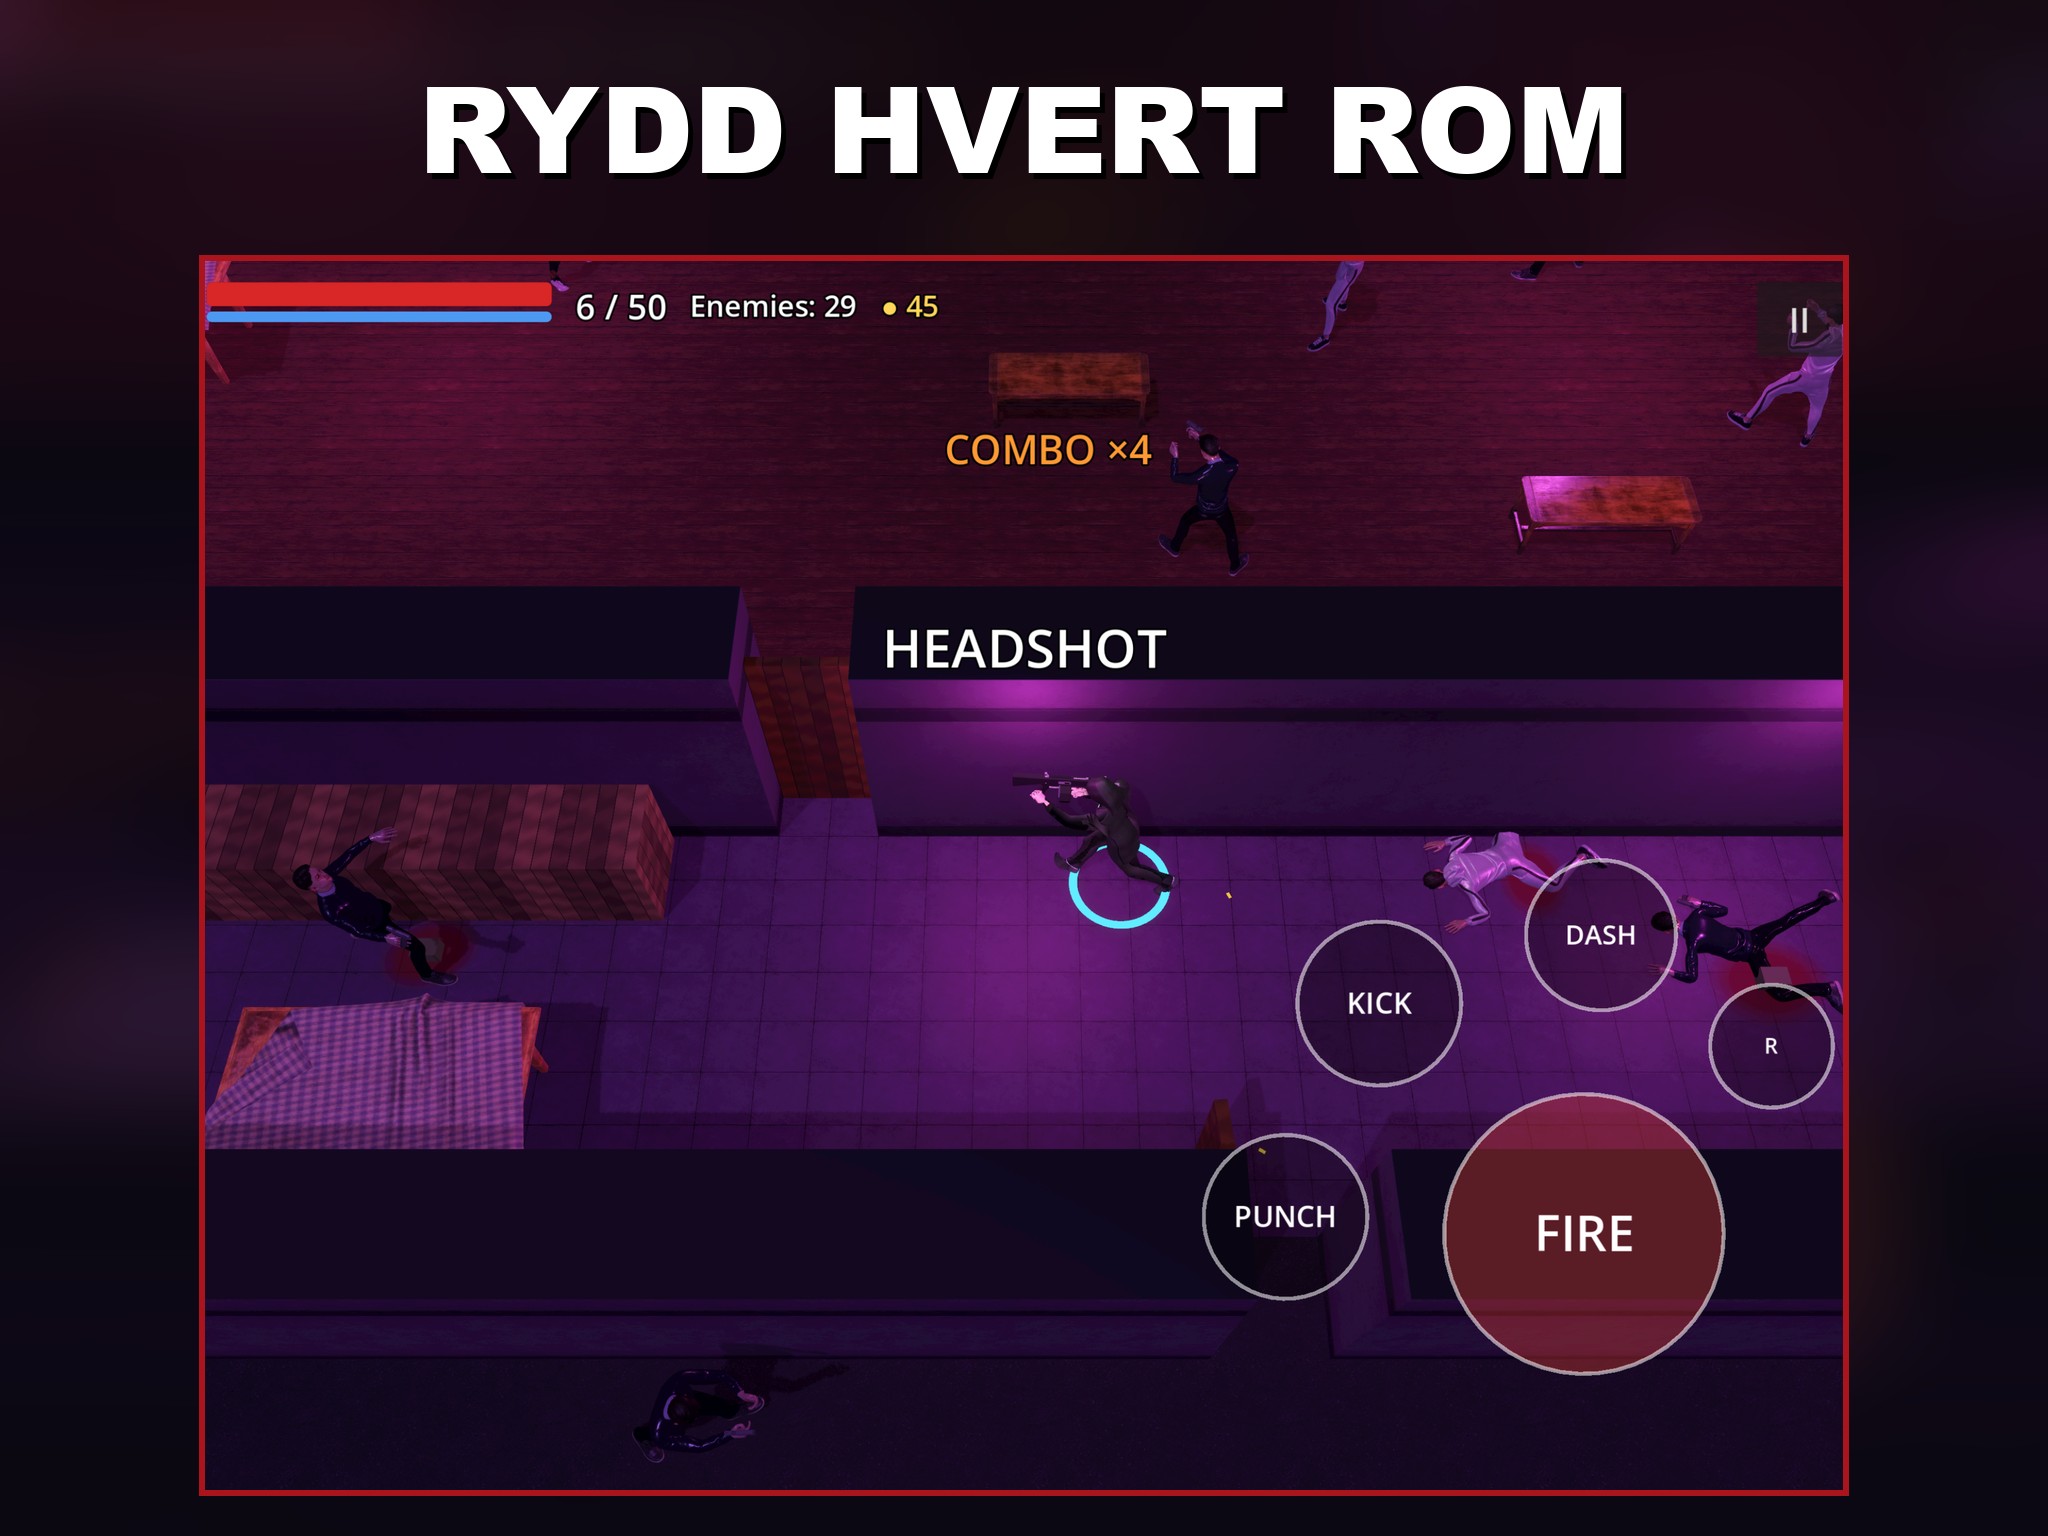 RYDD HVERT ROM
6 / 50 Enemies: 29 45
COMBO ×4
HEADSHOT
DASH
KICK
R
PUNCH
FIRE